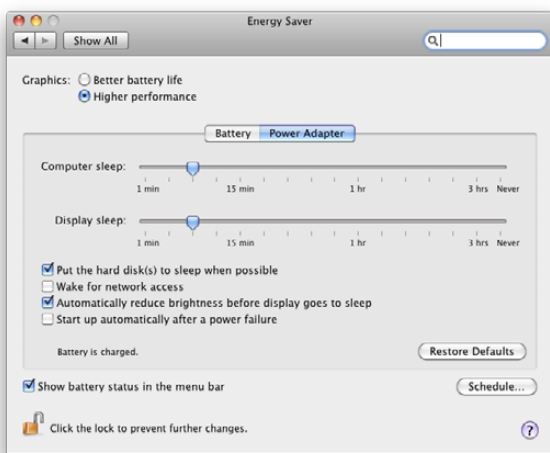 Energy Saver
Show All
Graphics: Better battery life
Higher performance
Battery Power Adapter
Computer sleep:
1 min 15 min 1 hr 3 hrs Never
Display sleep:
1 min 15 min 1 hr 3 hrs Never
Put the hard disk(s) to sleep when possible
Wake for network access
Automatically reduce brightness before display goes to sleep
Start up automatically after a power failure
Battery is charged. Restore Defaults
Show battery status in the menu bar Schedule...
Click the lock to prevent further changes. ?